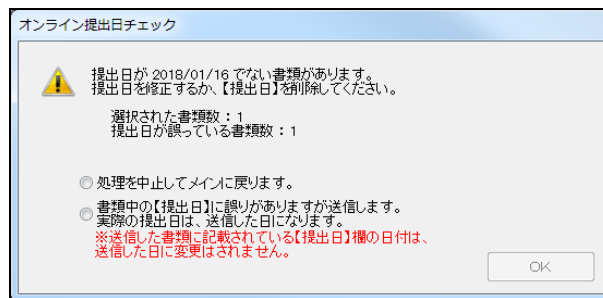 オンライン提出日チェック
提出日が 2018/01/16 でない書類があります。
提出日を修正するか、【提出日】を削除してください。
選択された書類数：1
提出日が誤っている書類数：1
処理を中止してメインに戻ります。
書類中の【提出日】に誤りがありますが送信します。
実際の提出日は、送信した日になります。
※送信した書類に記載されている【提出日】欄の日付は、
送信した日に変更はされません。
OK